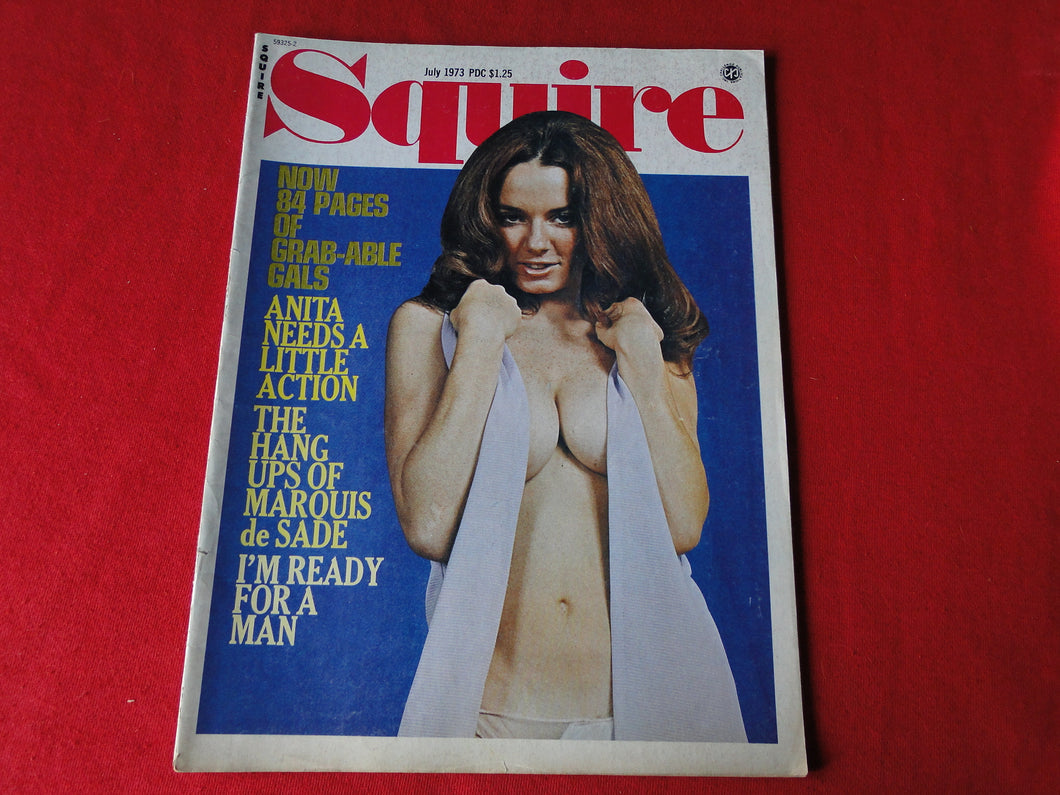 59325-2
SQUIRE
July 1973 PDC $1.25
Squire
NOW
84 PAGES
OF
GRAB-ABLE
GALS
ANITA
NEEDS A
LITTLE
ACTION
THE
HANG
UPS OF
MARQUIS
de SADE
I'M READY
FOR A
MAN